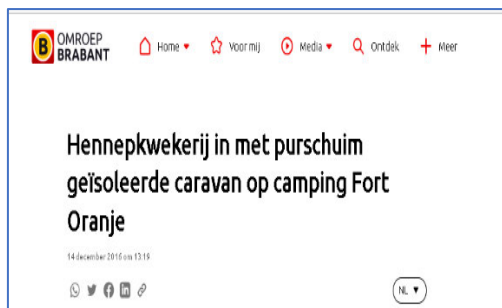 B OMROEP BRABANT
Home Voor mij Media Ontdek Meer
Hennepkwekerij in met purschuim
geïsoleerde caravan op camping Fort
Oranje
14 december 2016 om 13:19
NL